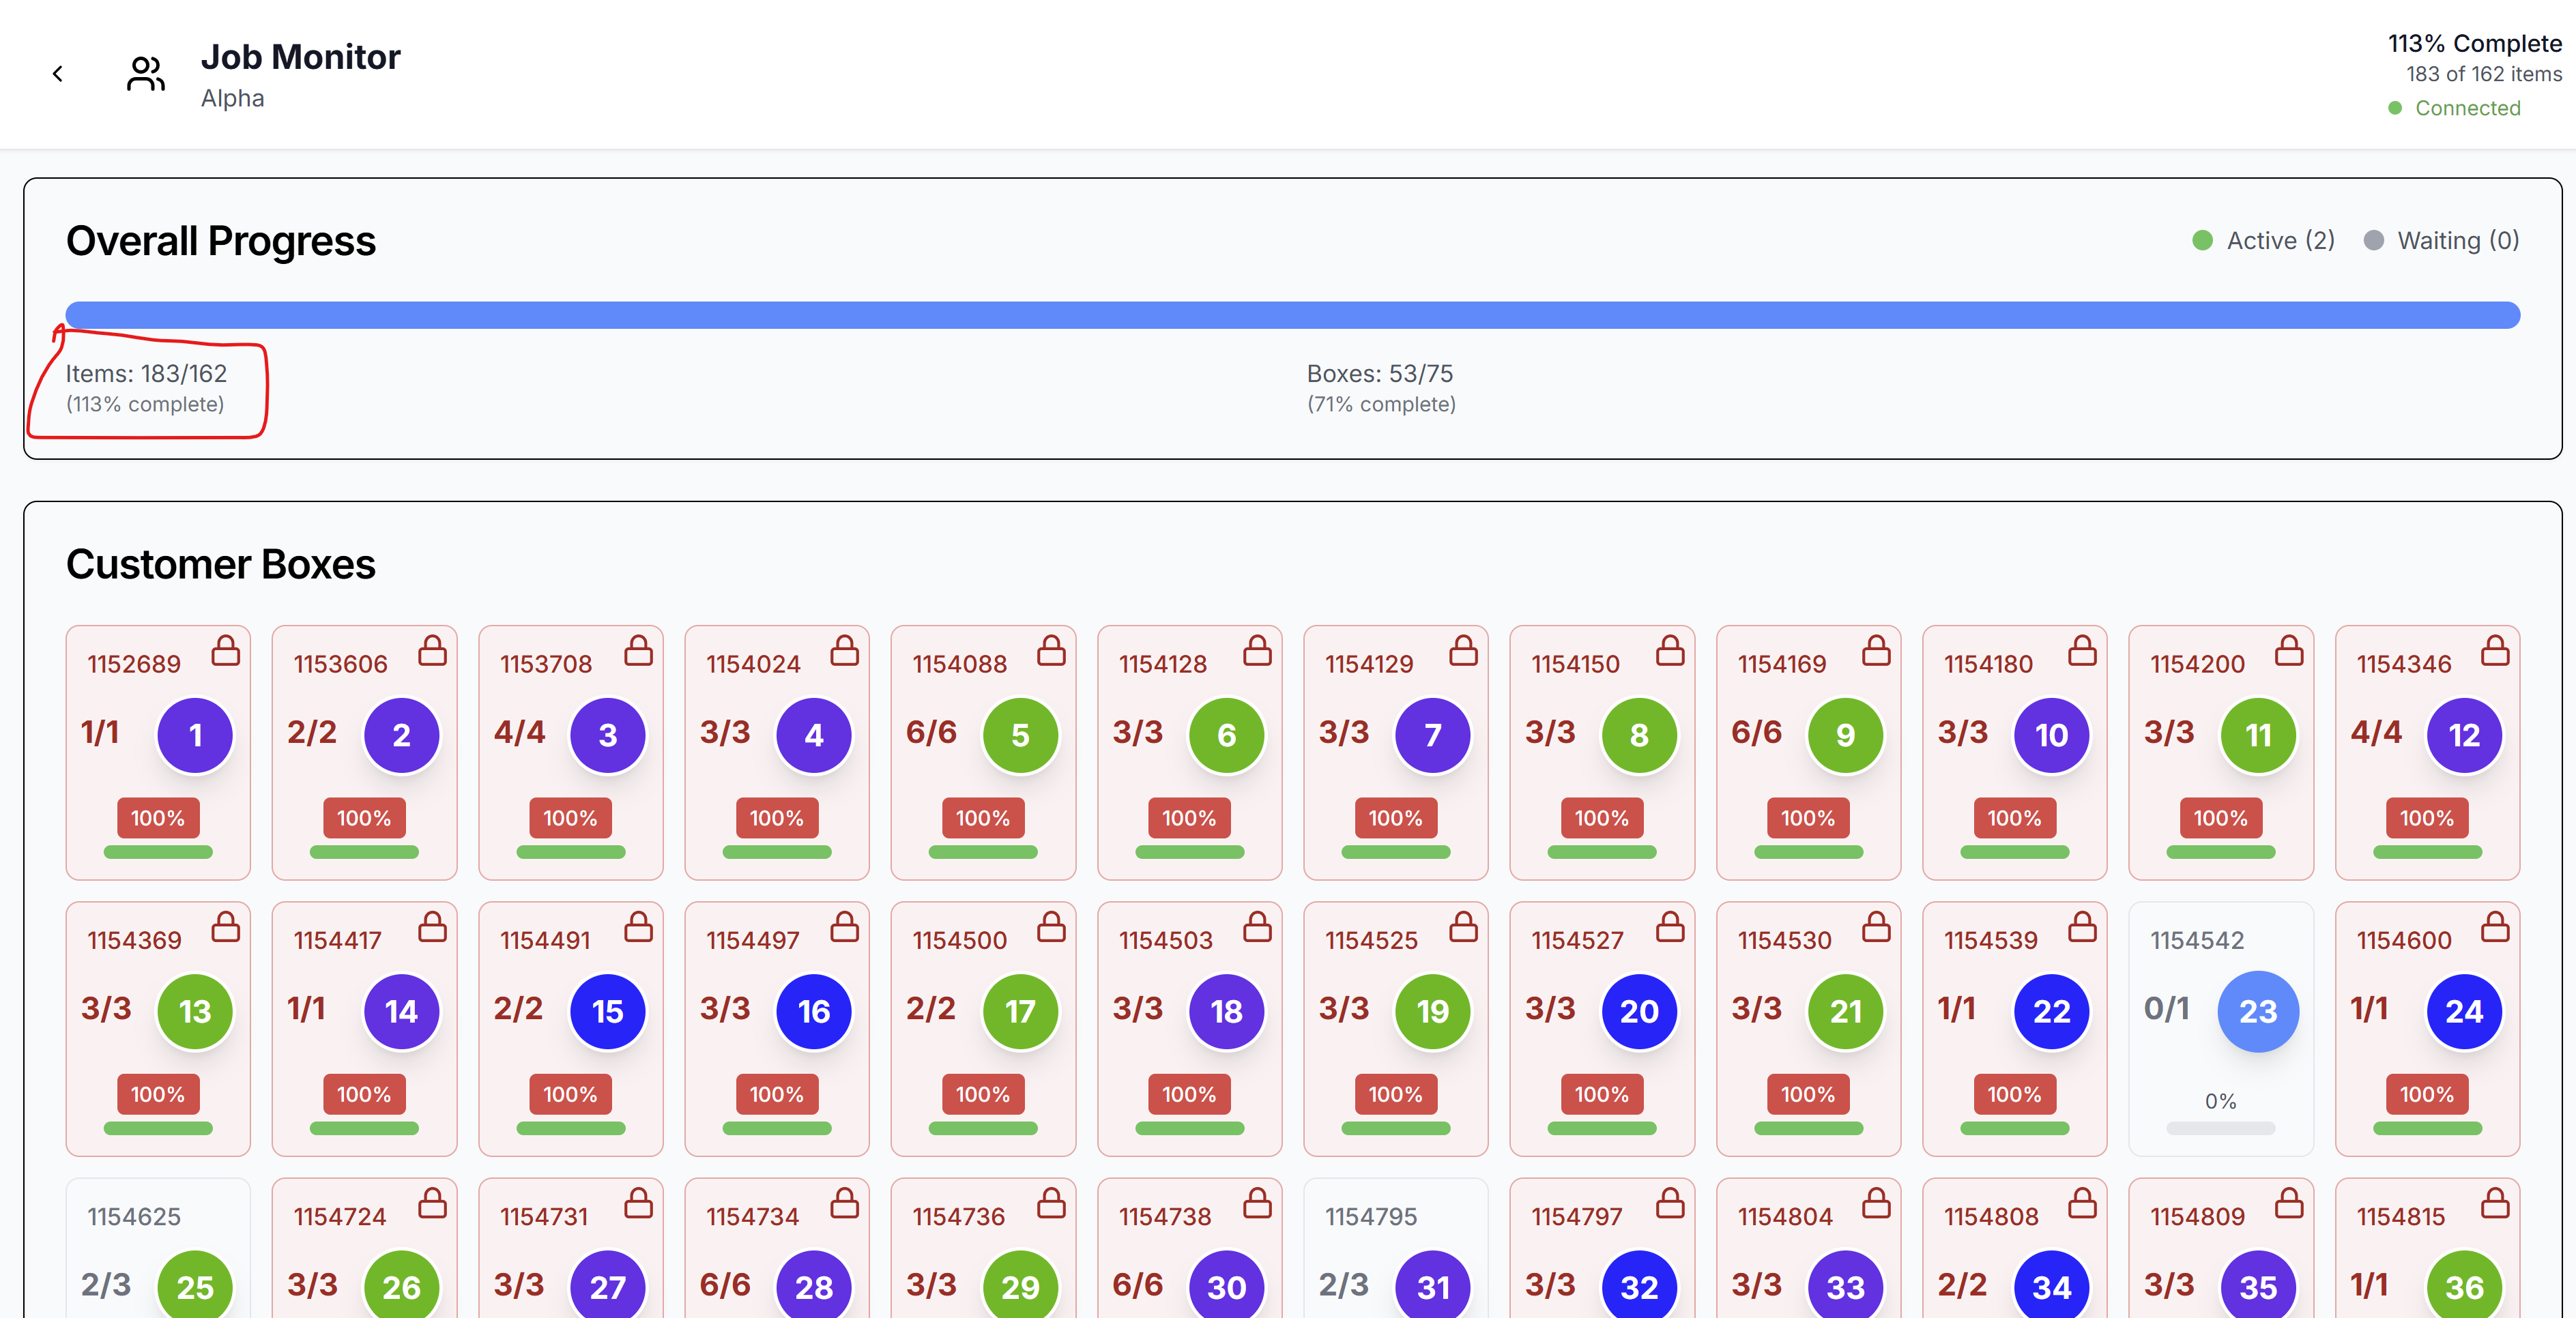 Job Monitor
Alpha
113% Complete
183 of 162 items
Connected
Overall Progress
Active (2) Waiting (0)
Items: 183/162
(113% complete)
Boxes: 53/75
(71% complete)
Customer Boxes
1152689 1153606 1153708 1154024 1154088 1154128 1154129 1154150 1154169 1154180 1154200 1154346
1/1 1 2/2 2 4/4 3 3/3 4 6/6 5 3/3 6 3/3 7 3/3 8 6/6 9 3/3 10 3/3 11 4/4 12
100% 100% 100% 100% 100% 100% 100% 100% 100% 100% 100% 100%
1154369 1154417 1154491 1154497 1154500 1154503 1154525 1154527 1154530 1154539 1154542 1154600
3/3 13 1/1 14 2/2 15 3/3 16 2/2 17 3/3 18 3/3 19 3/3 20 3/3 21 1/1 22 0/1 23 1/1 24
100% 100% 100% 100% 100% 100% 100% 100% 100% 100% 0% 100%
1154625 1154724 1154731 1154734 1154736 1154738 1154795 1154797 1154804 1154808 1154809 1154815
2/3 25 3/3 26 3/3 27 6/6 28 3/3 29 6/6 30 2/3 31 3/3 32 3/3 33 2/2 34 3/3 35 1/1 36